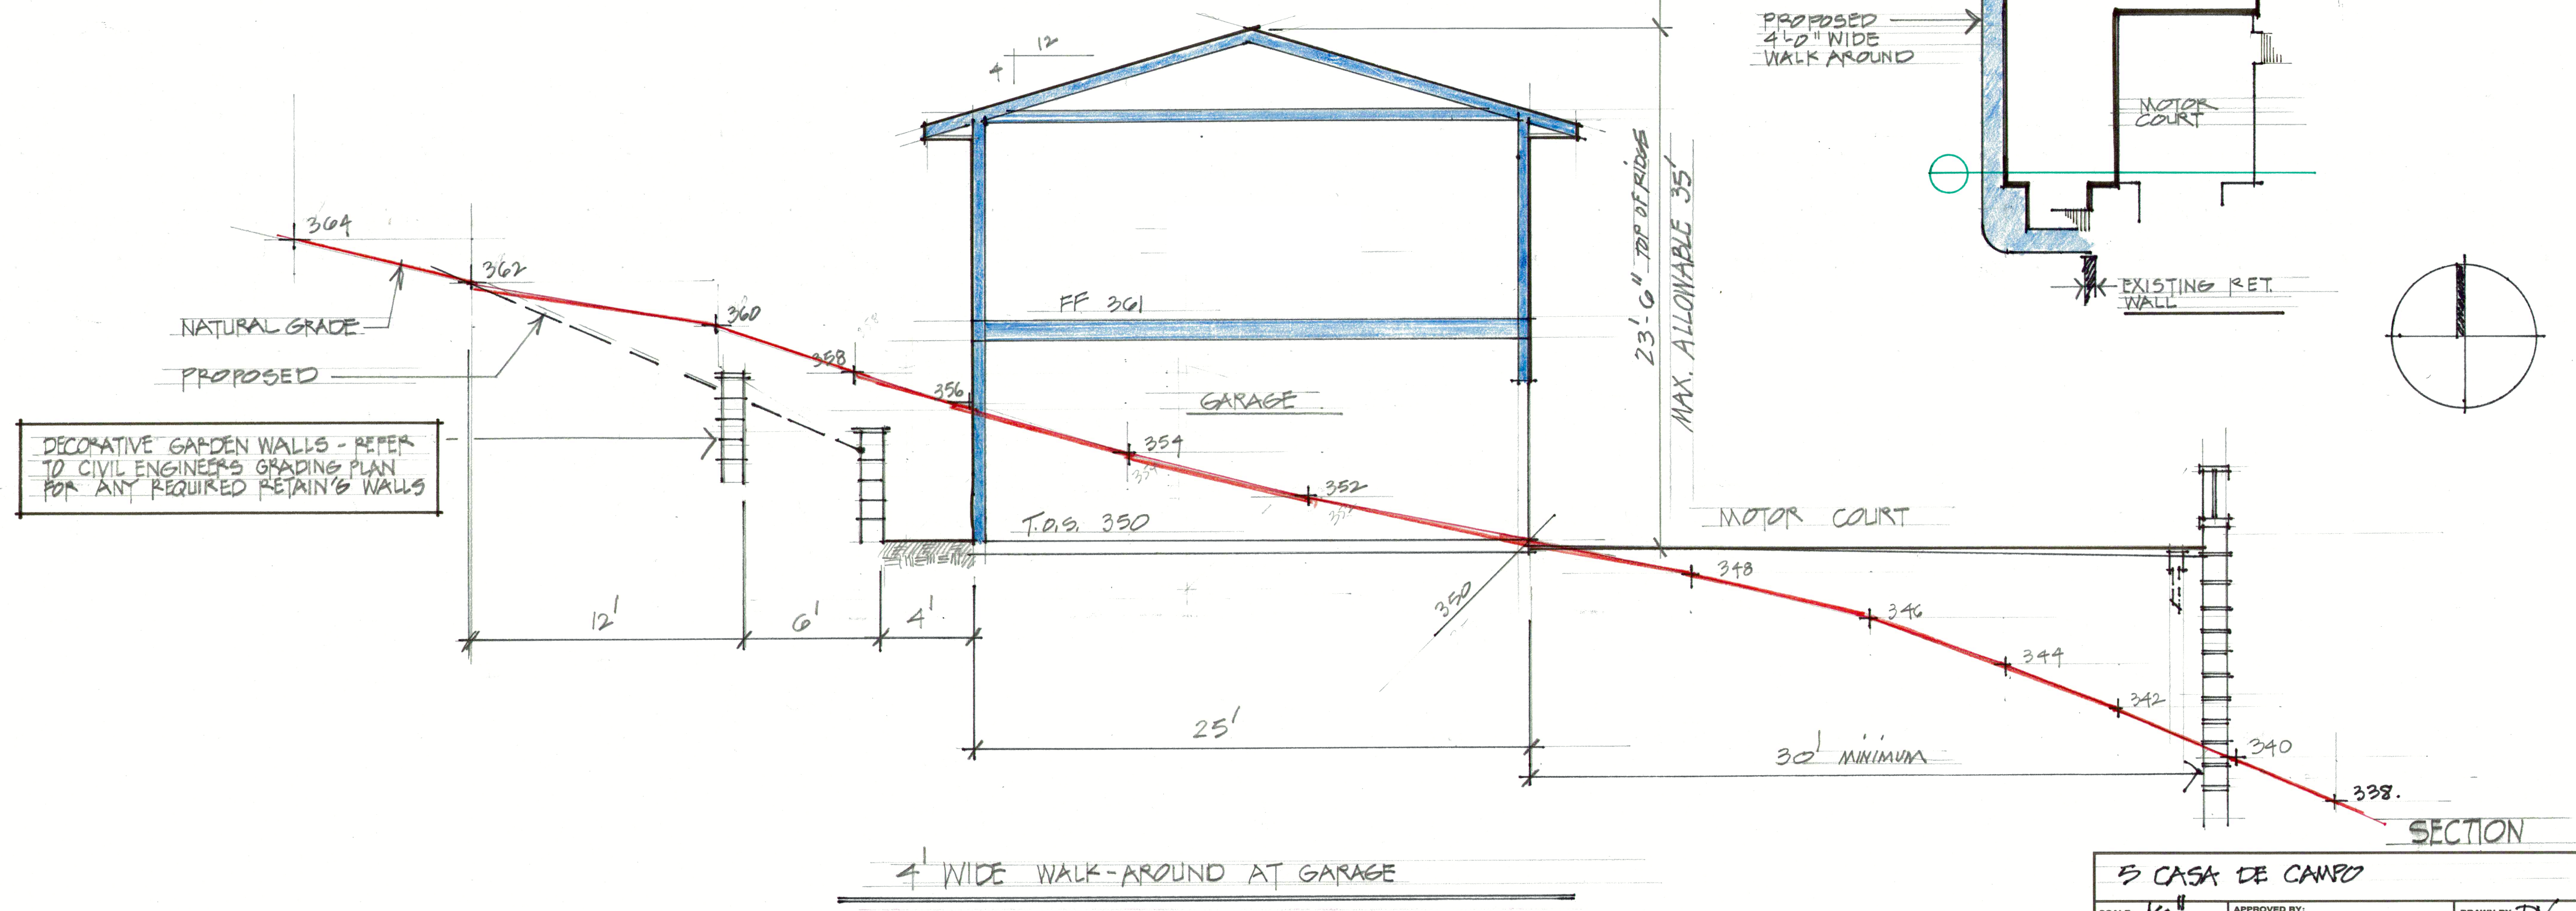 12
4
PROPOSED
4'-0" WIDE
WALK AROUND
MOTOR
COURT
EXISTING RET.
WALL
23'-6" TOP OF RIDGE
MAX. ALLOWABLE 35'
364
362
360
358
356
354
352
350
348
346
344
342
340
338.
NATURAL GRADE
PROPOSED
DECORATIVE GARDEN WALLS - REFER
TO CIVIL ENGINEERS GRADING PLAN
FOR ANY REQUIRED RETAIN'G WALLS
FF 361
GARAGE
T.O.S. 350
MOTOR COURT
12'
6'
4'
25'
30' MINIMUM
4' WIDE WALK-AROUND AT GARAGE
SECTION
5 CASA DE CAMPO
APPROVED BY: